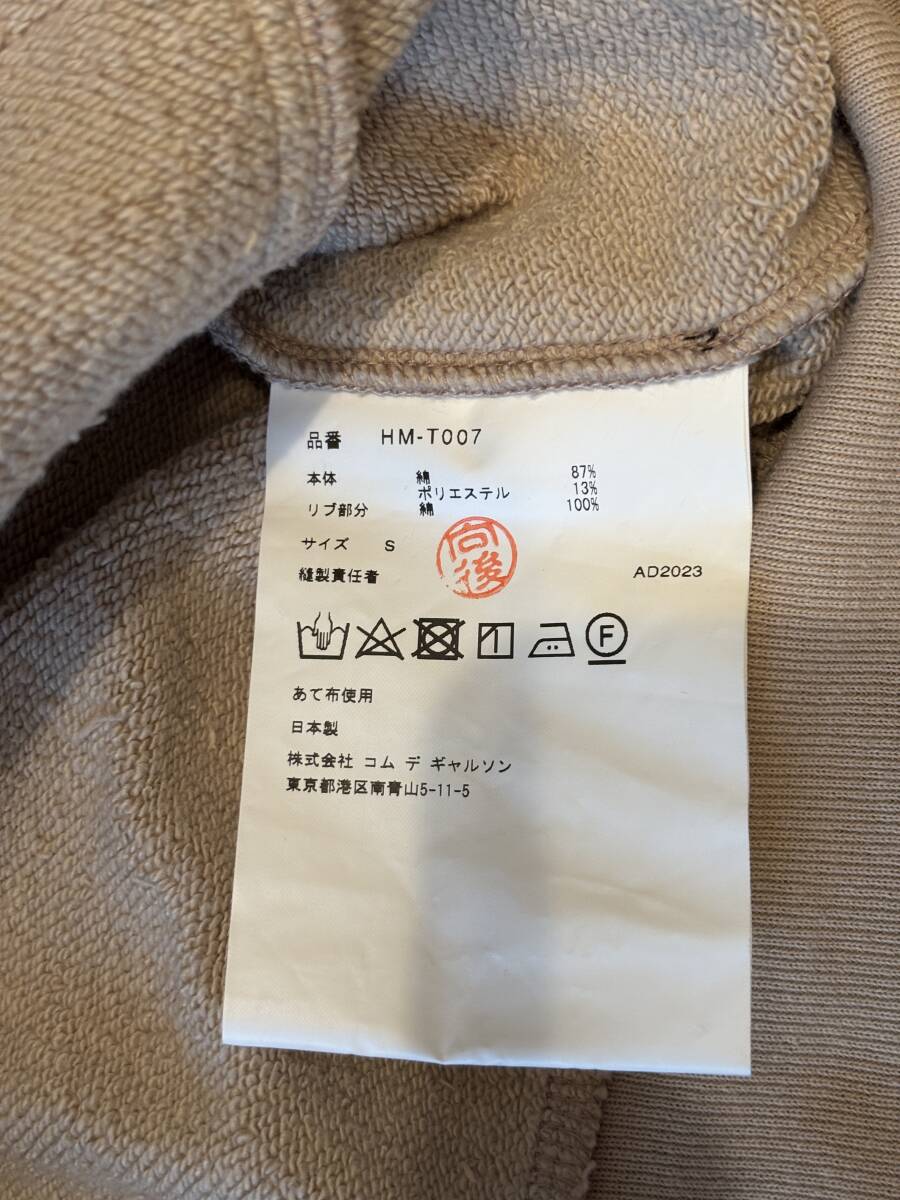 品番 HM-T007
本体 綿 87%
ポリエステル 13%
リブ部分 綿 100%
サイズ S
縫製責任者 向後 AD2023
F
あて布使用
日本製
株式会社 コム デ ギャルソン
東京都港区南青山5-11-5